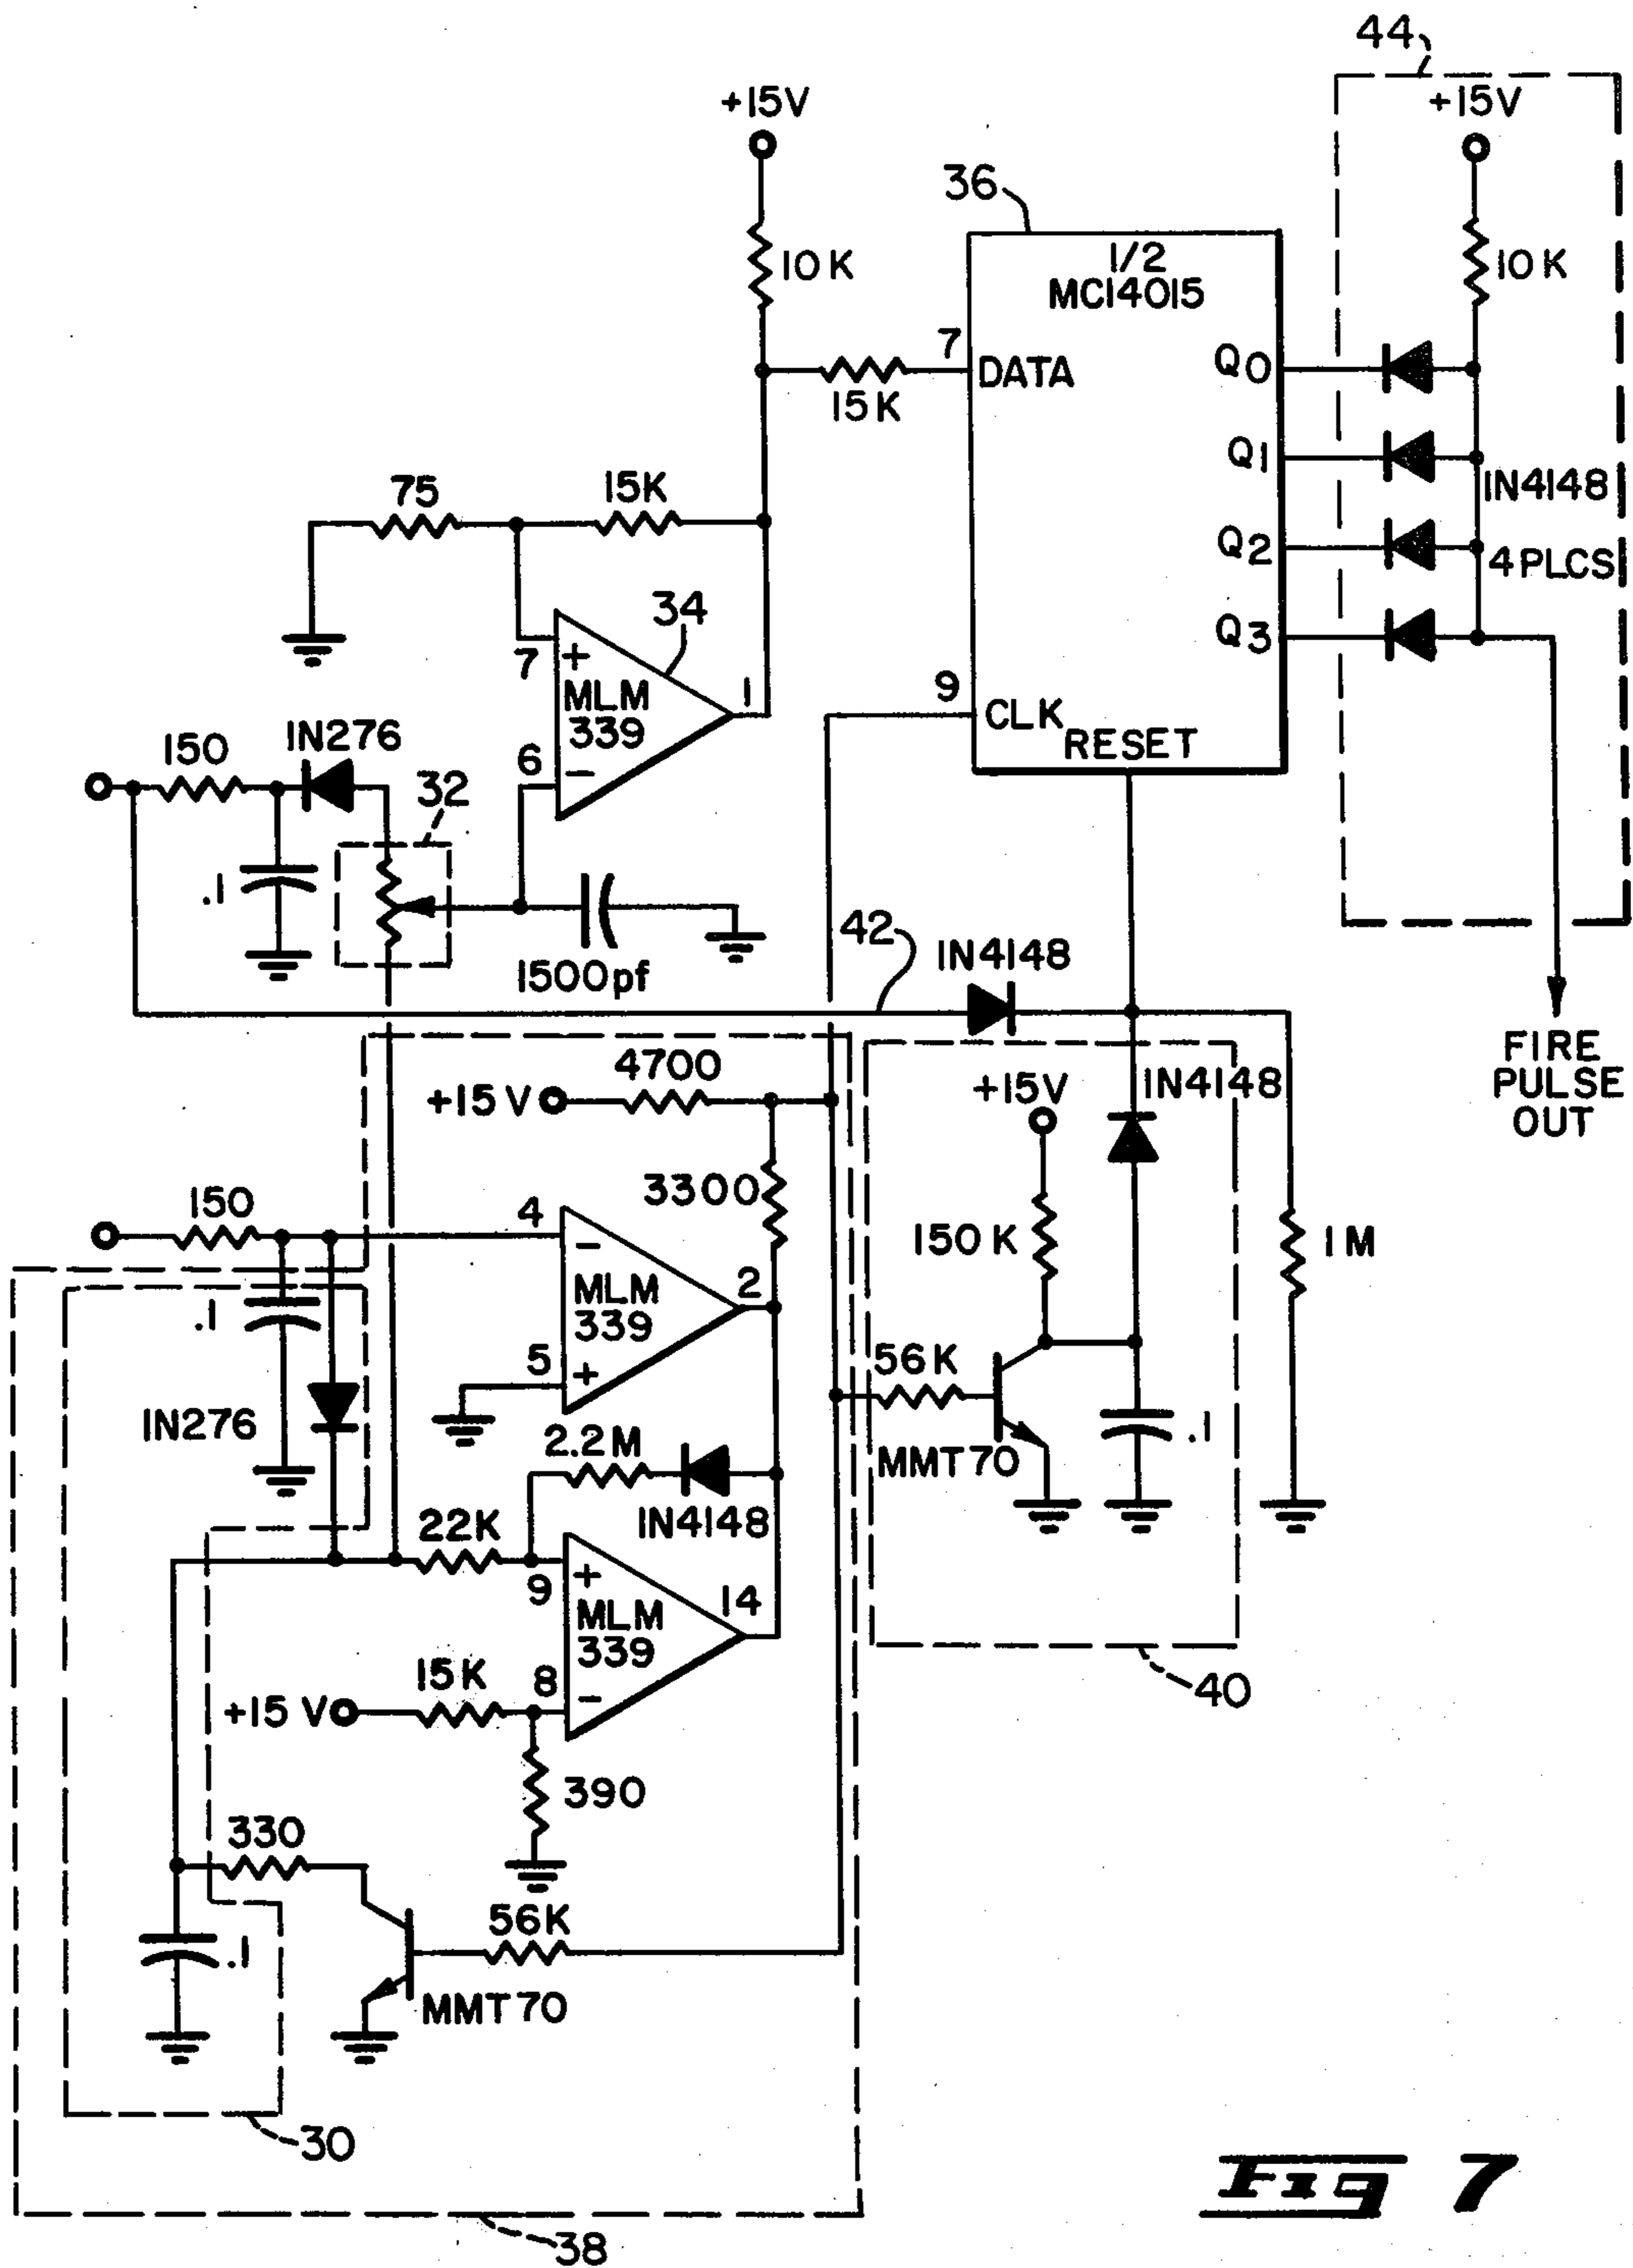 44
+15V
+15V
36
1/2
MC14015
10K
10K
7
DATA
Q0
15K
Q1
IN4148
75
15K
Q2
4PLCS
34
Q3
7
+
MLM
339
1
9
CLK
RESET
150
IN276
6
−
32
.1
42
IN4148
1500pf
FIRE
PULSE
OUT
4700
+15V
+15V
IN4148
3300
150
4
−
150K
1M
MLM
339
2
.1
5
+
56K
IN276
2.2M
.1
MMT70
IN4148
22K
9
+
MLM
339
14
15K
8
−
40
+15V
390
330
56K
.1
MMT70
30
Fig 7
38